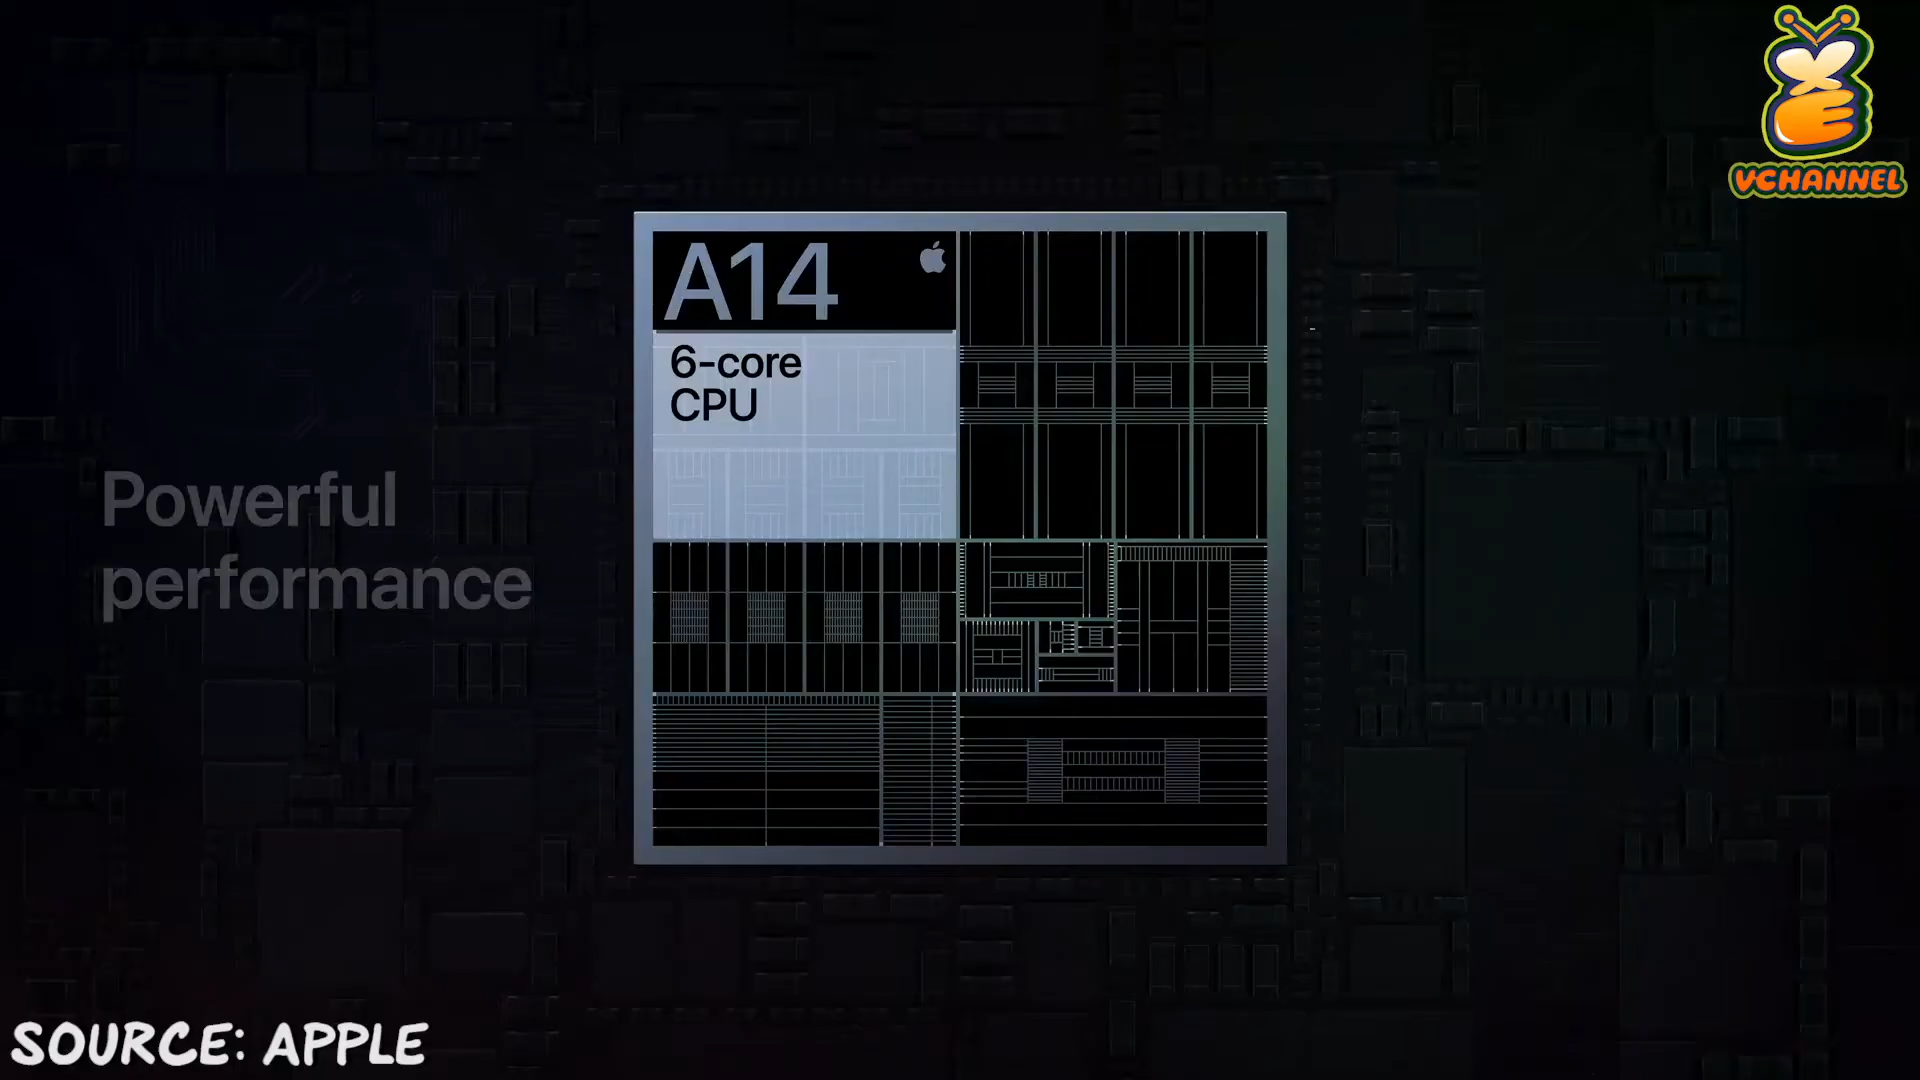 VCHANNEL
A14
6-core
CPU
Powerful
performance
SOURCE: APPLE